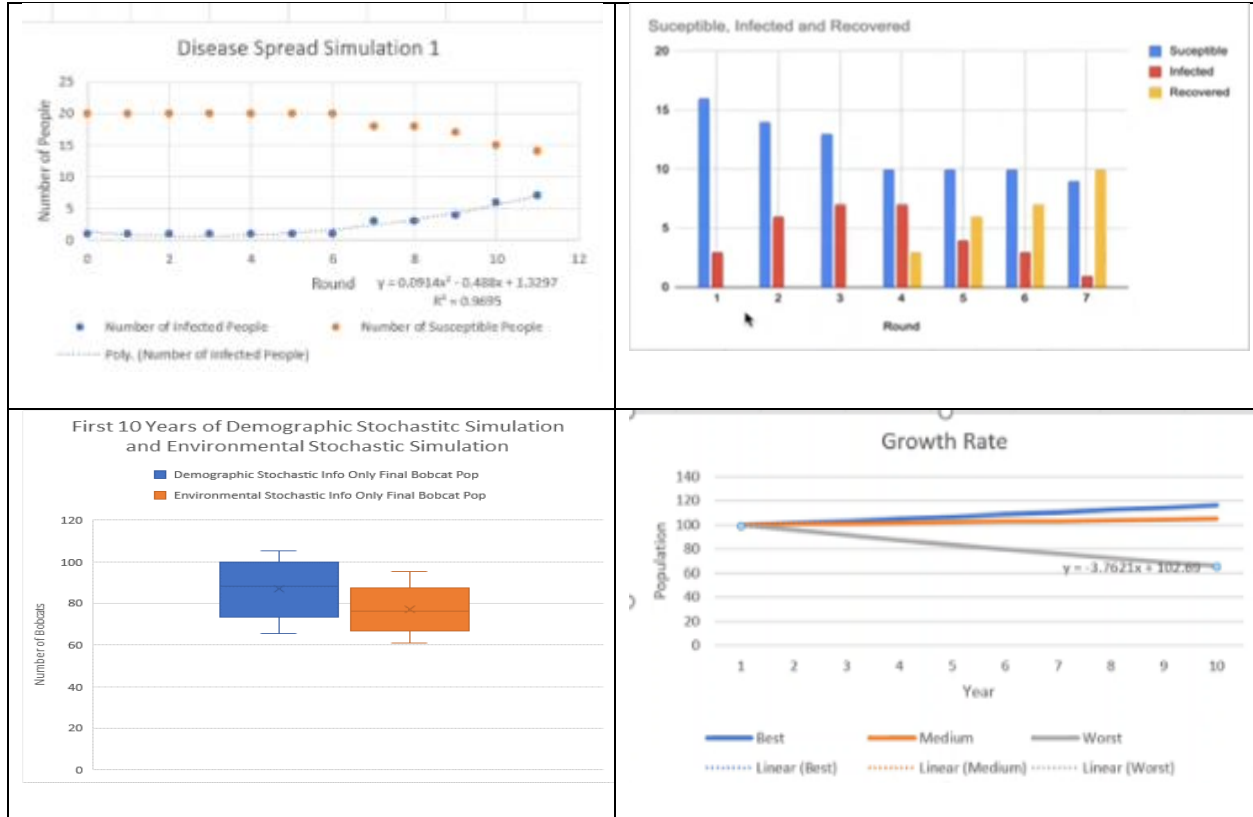 Disease Spread Simulation 1
25
20
15
10
5
0
Number of People
0 2 4 6 8 10 12
Round
y = 0.0914x² - 0.488x + 1.3297
R² = 0.9695
Number of Infected People
Number of Susceptible People
Poly. (Number of Infected People)
Suceptible, Infected and Recovered
20
15
10
5
0
1 2 3 4 5 6 7
Round
Suceptible
Infected
Recovered
First 10 Years of Demographic Stochastitc Simulation
and Environmental Stochastic Simulation
Demographic Stochastic Info Only Final Bobcat Pop
Environmental Stochastic Info Only Final Bobcat Pop
120
100
80
60
40
20
0
Number of Bobcats
Growth Rate
140
120
100
80
60
40
20
0
Population
y = -3.7621x + 102.69
1 2 3 4 5 6 7 8 9 10
Year
Best Medium Worst
Linear (Best) Linear (Medium) Linear (Worst)